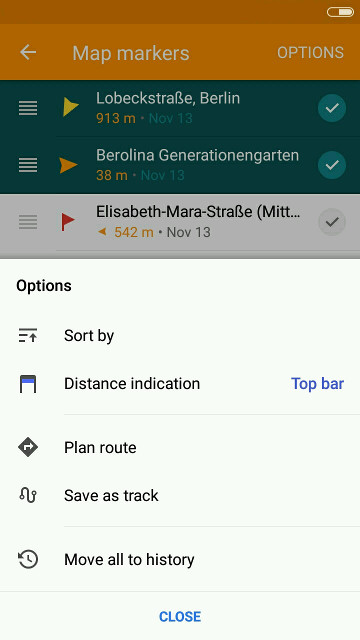 Map markers
OPTIONS
Lobeckstraße, Berlin
913 m • Nov 13
Berolina Generationengarten
38 m • Nov 13
Elisabeth-Mara-Straße (Mitt...
542 m • Nov 13
Options
Sort by
Distance indication
Top bar
Plan route
Save as track
Move all to history
CLOSE